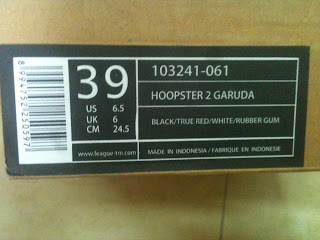 39
US 6.5
UK 6
CM 24.5
www.league-tm.com
103241-061
HOOPSTER 2 GARUDA
BLACK/TRUE RED/WHITE/RUBBER GUM
MADE IN INDONESIA / FABRIQUE EN INDONESIE